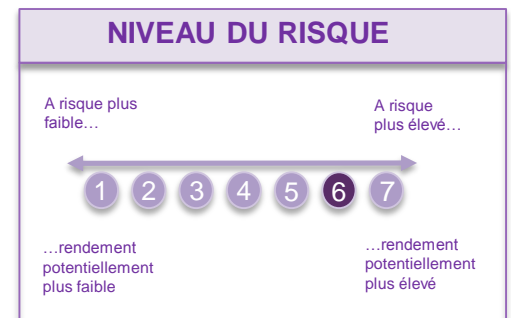 NIVEAU DU RISQUE
A risque plus
faible…
A risque
plus élevé…
1 2 3 4 5 6 7
…rendement
potentiellement
plus faible
…rendement
potentiellement
plus élevé